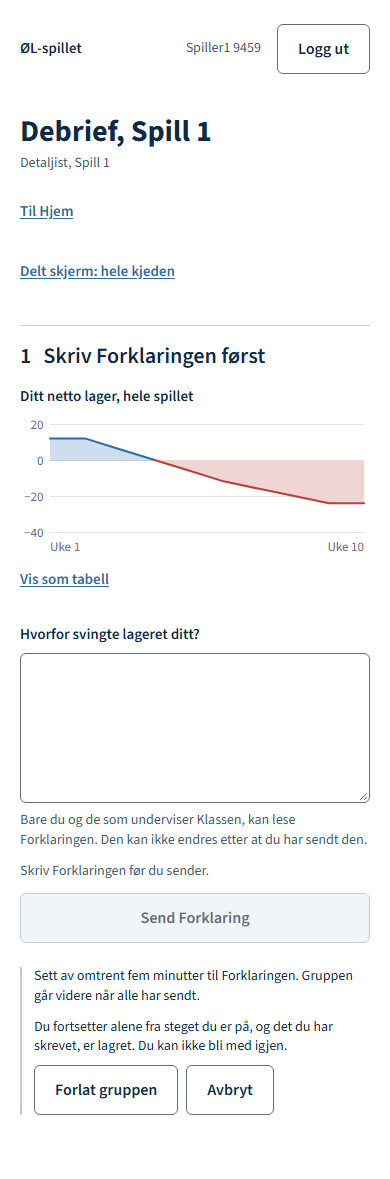 ØL-spillet
Spiller1 9459
Logg ut
Debrief, Spill 1
Detaljist, Spill 1
Til Hjem
Delt skjerm: hele kjeden
1 Skriv Forklaringen først
Ditt netto lager, hele spillet
20
0
−20
−40
Uke 1
Uke 10
Vis som tabell
Hvorfor svingte lageret ditt?
Bare du og de som underviser Klassen, kan lese
Forklaringen. Den kan ikke endres etter at du har sendt den.
Skriv Forklaringen før du sender.
Send Forklaring
Sett av omtrent fem minutter til Forklaringen. Gruppen
går videre når alle har sendt.
Du fortsetter alene fra steget du er på, og det du har
skrevet, er lagret. Du kan ikke bli med igjen.
Forlat gruppen
Avbryt